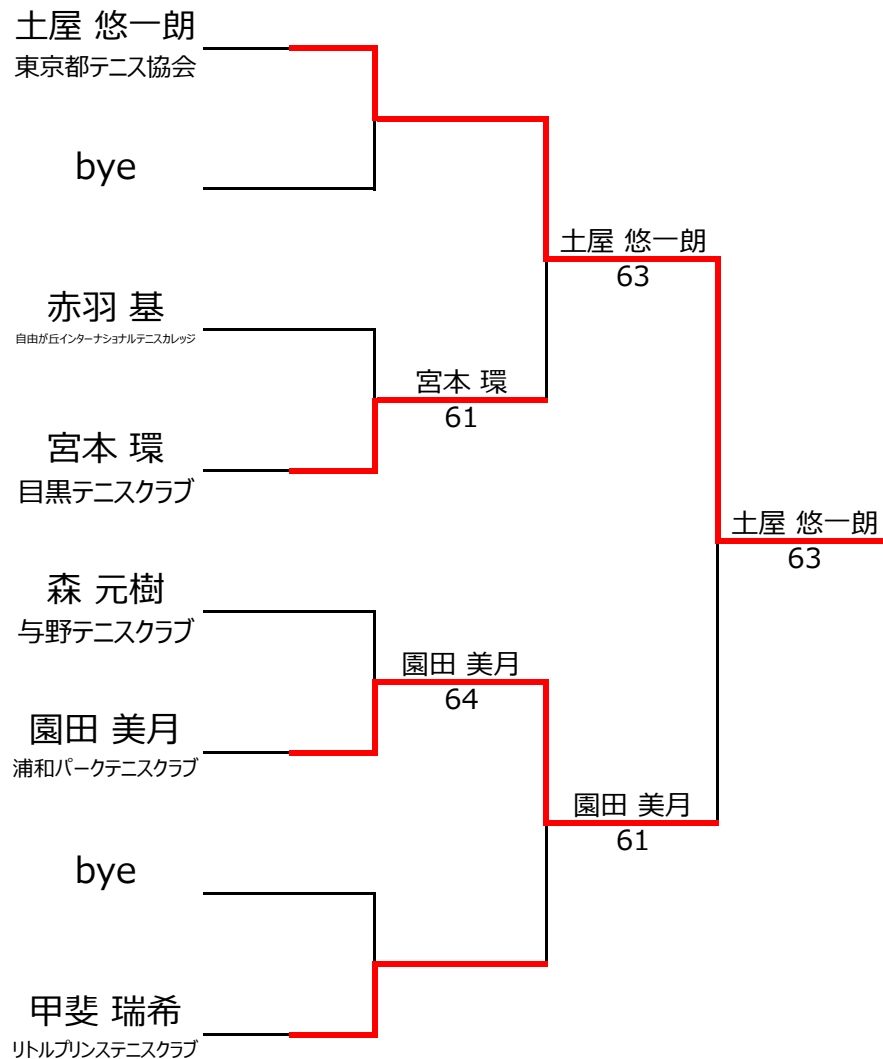 土屋 悠一朗
東京都テニス協会
bye
土屋 悠一朗
63
赤羽 基
自由が丘インターナショナルテニスカレッジ
宮本 環
61
宮本 環
目黒テニスクラブ
土屋 悠一朗
63
森 元樹
与野テニスクラブ
園田 美月
64
園田 美月
浦和パークテニスクラブ
園田 美月
61
bye
甲斐 瑞希
リトルプリンステニスクラブ